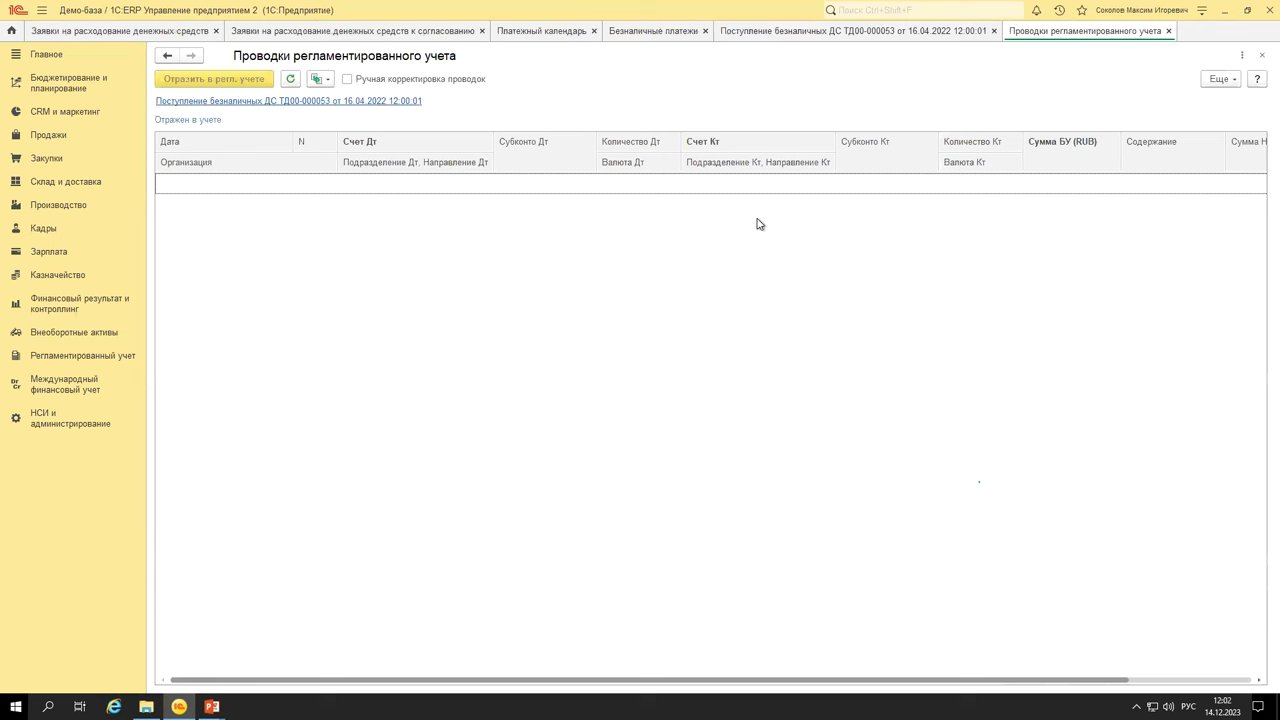 Демо-база / 1С:ERP Управление предприятием 2 (1С:Предприятие)
Поиск Ctrl+Shift+F
Соколов Максим Игоревич
Заявки на расходование денежных средств
Заявки на расходование денежных средств к согласованию
Платежный календарь
Безналичные платежи
Поступление безналичных ДС ТД00-000053 от 16.04.2022 12:00:01
Проводки регламентированного учета
Главное
Бюджетирование и
планирование
CRM и маркетинг
Продажи
Закупки
Склад и доставка
Производство
Кадры
Зарплата
Казначейство
Финансовый результат и
контроллинг
Внеоборотные активы
Регламентированный учет
Международный
финансовый учет
НСИ и
администрирование
Проводки регламентированного учета
Отразить в регл. учете
Ручная корректировка проводок
Еще
?
Поступление безналичных ДС ТД00-000053 от 16.04.2022 12:00:01
Отражен в учете
Дата N Счет Дт Субконто Дт Количество Дт Счет Кт Субконто Кт Количество Кт Сумма БУ (RUB) Содержание Сумма Н
Организация Подразделение Дт, Направление Дт Валюта Дт Подразделение Кт, Направление Кт Валюта Кт
РУС
12:02
14.12.2023